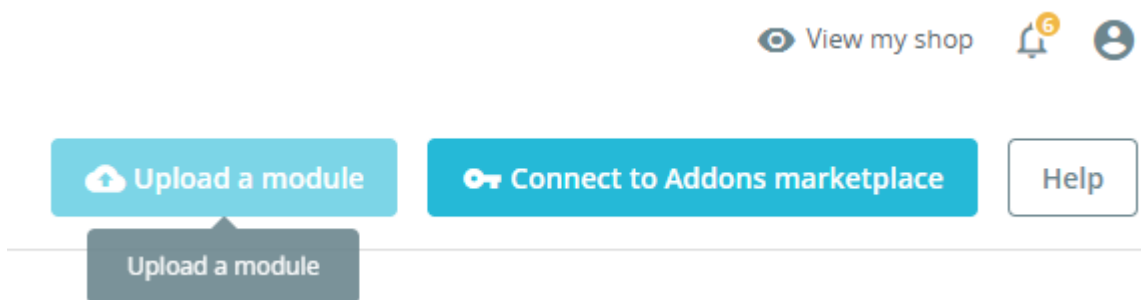 View my shop
6
Upload a module
Connect to Addons marketplace
Help
Upload a module